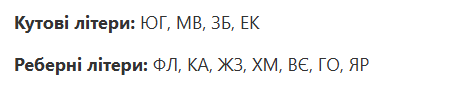 Кутові літери: ЮГ, МВ, ЗБ, ЕК
Реберні літери: ФЛ, КА, ЖЗ, ХМ, ВЄ, ГО, ЯР